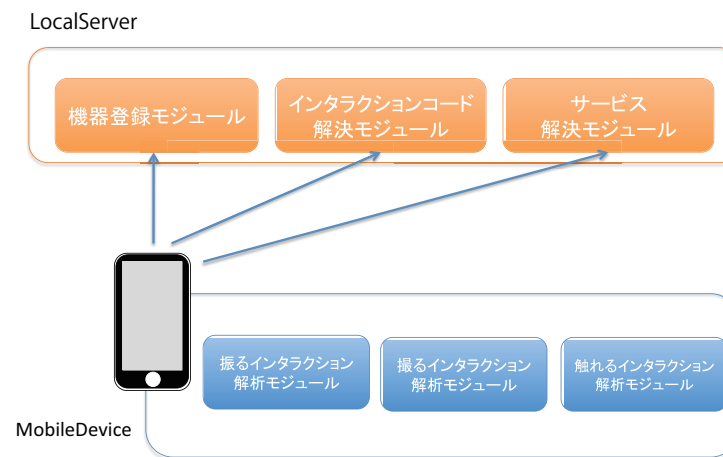 LocalServer
機器登録モジュール
インタラクションコード
解決モジュール
サービス
解決モジュール
振るインタラクション
解析モジュール
撮るインタラクション
解析モジュール
触れるインタラクション
解析モジュール
MobileDevice